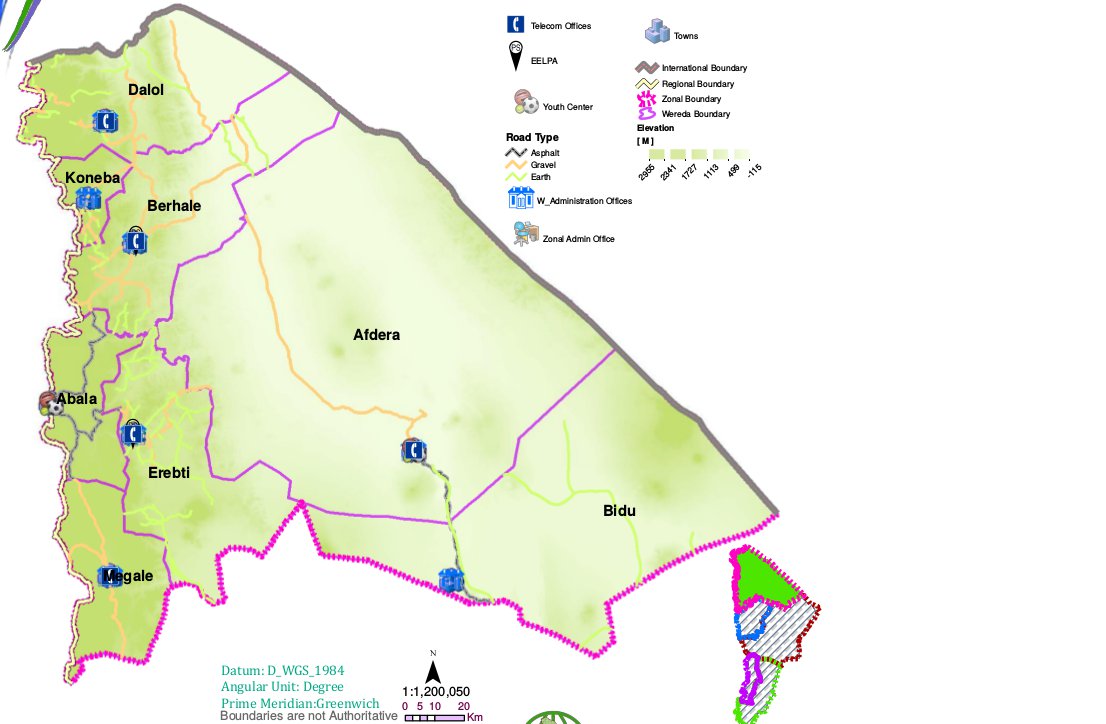 Telecom Offices
Towns
EELPA
PS
International Boundary
Regional Boundary
Zonal Boundary
Wereda Boundary
Youth Center
Elevation
[ M ]
2955 2341 1727 1113 499 -115
Road Type
Asphalt
Gravel
Earth
W_Administration Offices
Zonal Admin Office
Dalol
Koneba
Berhale
Afdera
Abala
Erebti
Bidu
Megale
N
Datum: D_WGS_1984
Angular Unit: Degree
Prime Meridian:Greenwich
Boundaries are not Authoritative
1:1,200,050
0 5 10 20
Km